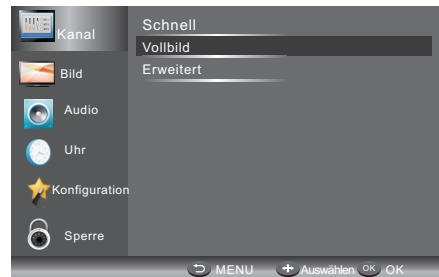 Kanal
Bild
Audio
Uhr
Konfiguration
Sperre
Schnell
Vollbild
Erweitert
MENU Auswählen OK OK